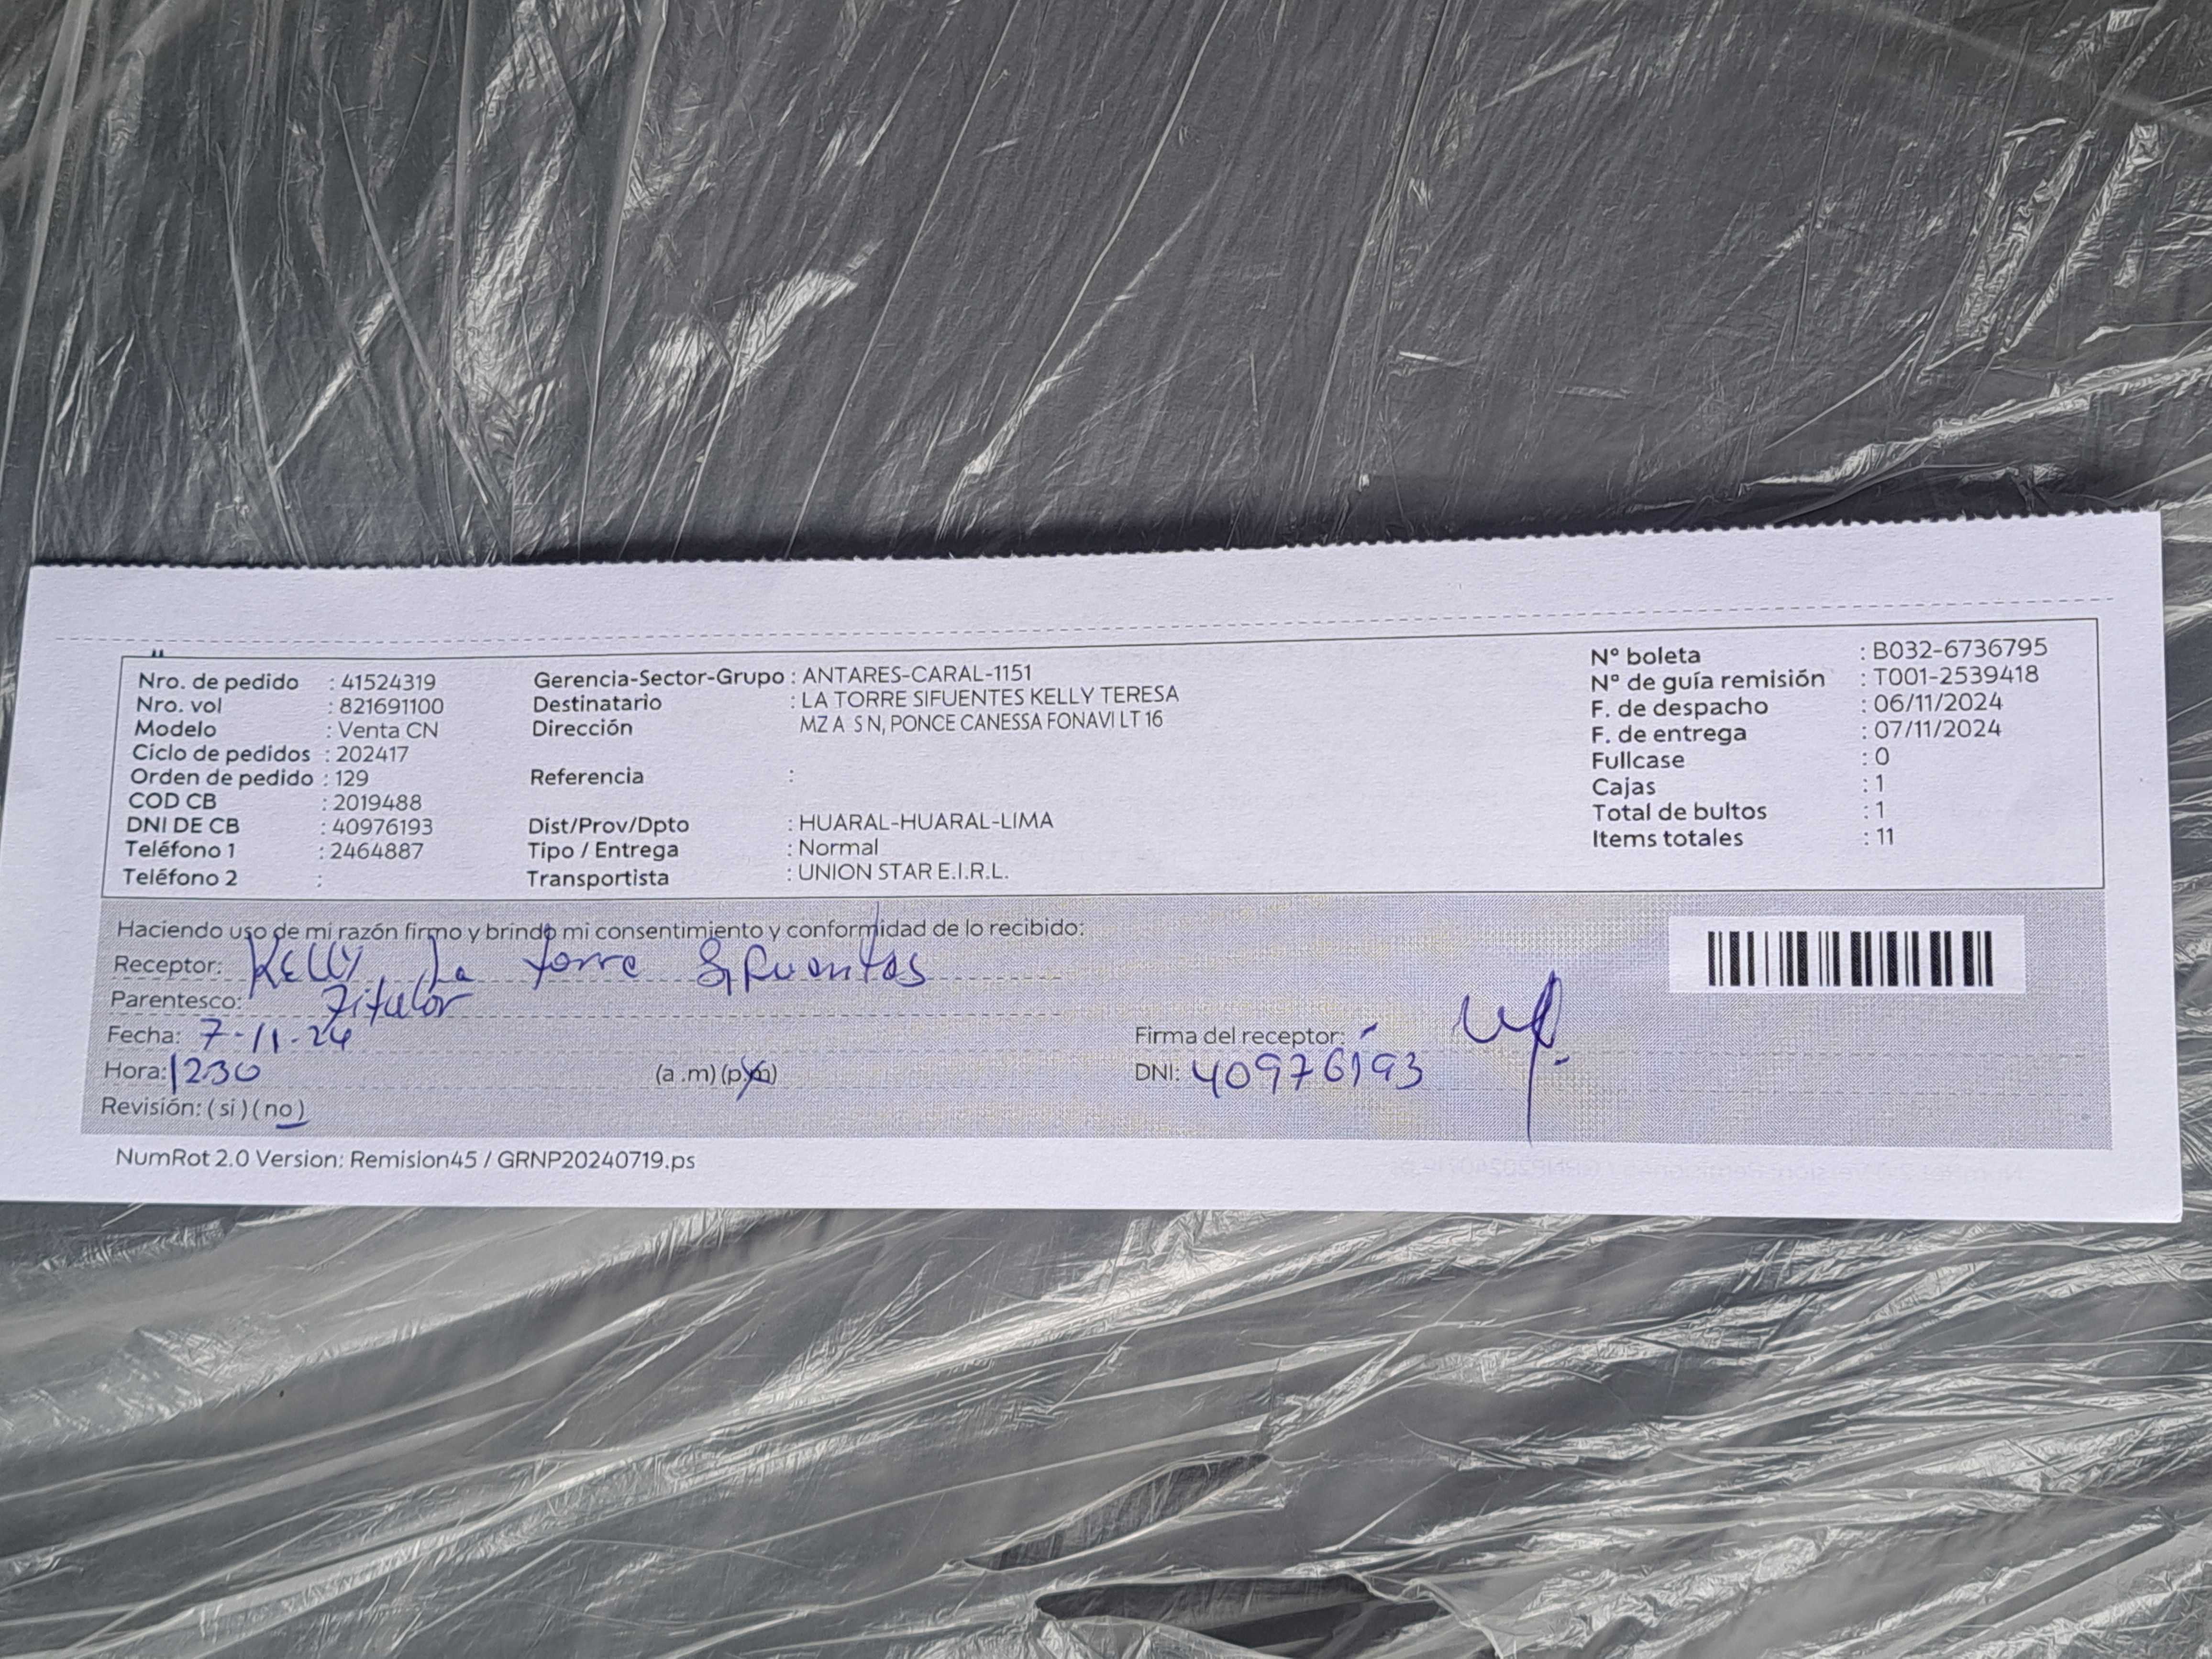 Nro. de pedido : 41524319
Nro. vol : 821691100
Modelo : Venta CN
Ciclo de pedidos : 202417
Orden de pedido : 129
COD CB : 2019488
DNI DE CB : 40976193
Teléfono 1 : 2464887
Teléfono 2 :
Gerencia-Sector-Grupo : ANTARES-CARAL-1151
Destinatario : LA TORRE SIFUENTES KELLY TERESA
Dirección MZ A S N, PONCE CANESSA FONAVI LT 16
Referencia :
Dist/Prov/Dpto : HUARAL-HUARAL-LIMA
Tipo / Entrega : Normal
Transportista : UNION STAR E.I.R.L.
N° boleta : B032-6736795
N° de guía remisión : T001-2539418
F. de despacho : 06/11/2024
F. de entrega : 07/11/2024
Fullcase : 0
Cajas : 1
Total de bultos : 1
Items totales : 11
Haciendo uso de mi razón firmo y brindo mi consentimiento y conformidad de lo recibido:
Receptor: Kelly La torre Sifuentes
Parentesco: Titular
Fecha: 7-11-24
Hora: 1230 (a .m) (p.m)
Revisión: ( si ) ( no )
Firma del receptor:
DNI: 40976193
NumRot 2.0 Version: Remision45 / GRNP20240719.ps